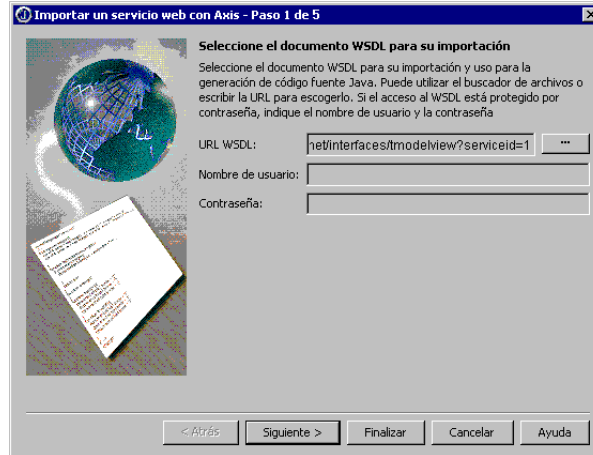 Importar un servicio web con Axis - Paso 1 de 5
Seleccione el documento WSDL para su importación
Seleccione el documento WSDL para su importación y uso para la
generación de código fuente Java. Puede utilizar el buscador de archivos o
escribir la URL para escogerlo. Si el acceso al WSDL está protegido por
contraseña, indique el nombre de usuario y la contraseña
URL WSDL: net/interfaces/tmodelview?serviceid=1 ...
Nombre de usuario:
Contraseña:
< Atrás Siguiente > Finalizar Cancelar Ayuda